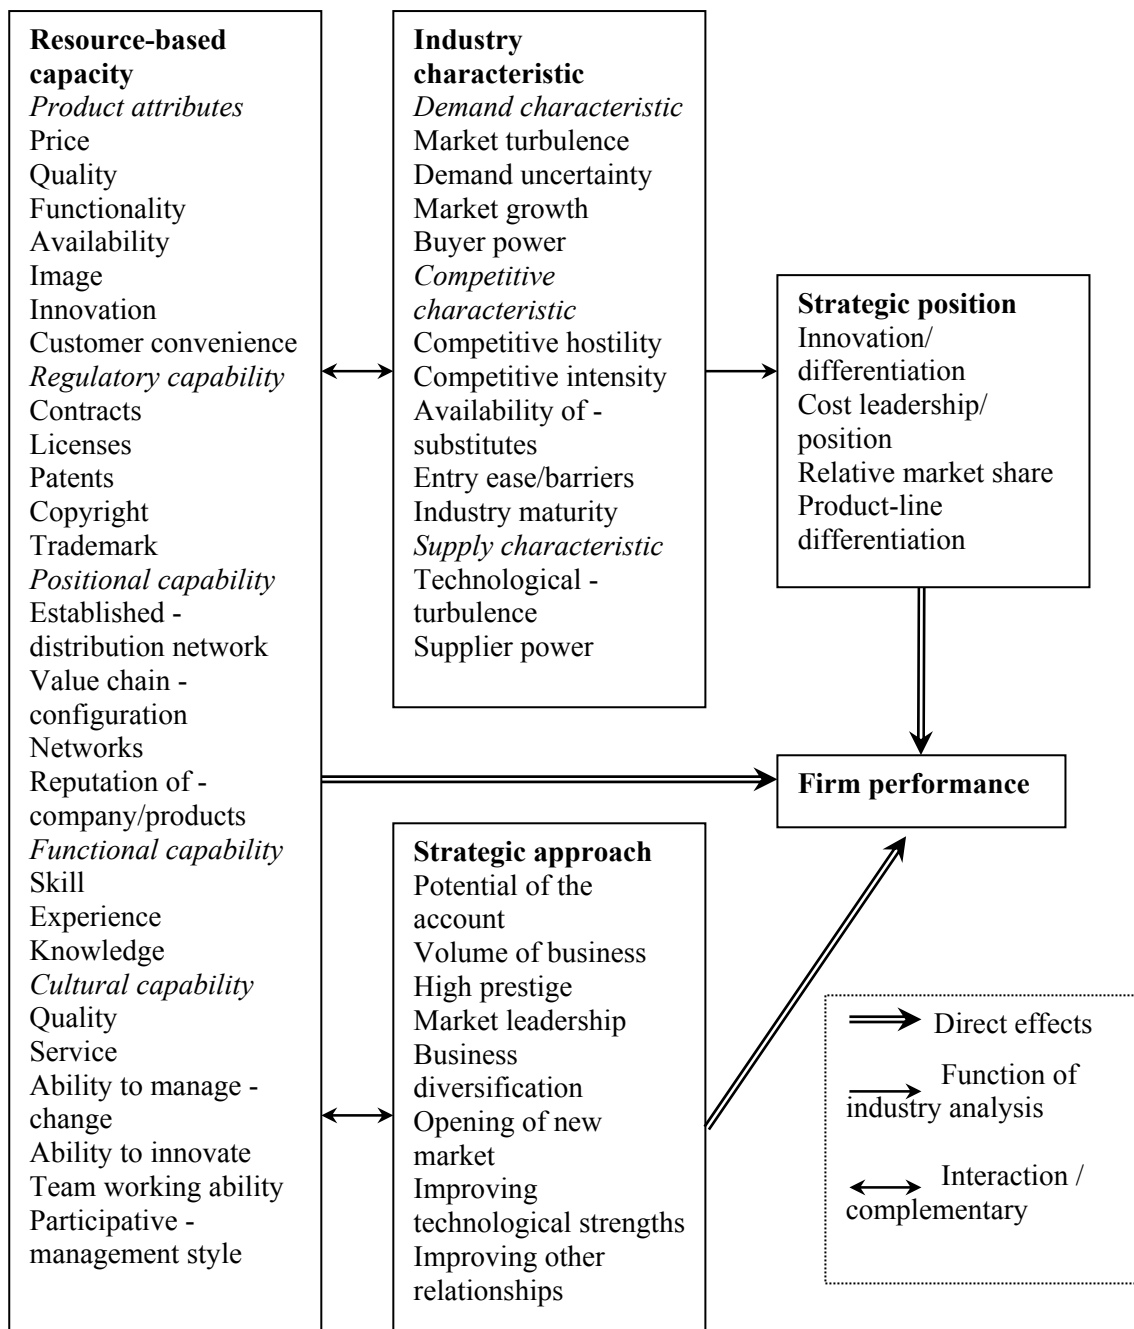 Resource-based
capacity
Product attributes
Price
Quality
Functionality
Availability
Image
Innovation
Customer convenience
Regulatory capability
Contracts
Licenses
Patents
Copyright
Trademark
Positional capability
Established -
distribution network
Value chain -
configuration
Networks
Reputation of -
company/products
Functional capability
Skill
Experience
Knowledge
Cultural capability
Quality
Service
Ability to manage -
change
Ability to innovate
Team working ability
Participative -
management style
Industry
characteristic
Demand characteristic
Market turbulence
Demand uncertainty
Market growth
Buyer power
Competitive
characteristic
Competitive hostility
Competitive intensity
Availability of -
substitutes
Entry ease/barriers
Industry maturity
Supply characteristic
Technological -
turbulence
Supplier power
Strategic approach
Potential of the
account
Volume of business
High prestige
Market leadership
Business
diversification
Opening of new
market
Improving
technological strengths
Improving other
relationships
Strategic position
Innovation/
differentiation
Cost leadership/
position
Relative market share
Product-line
differentiation
Firm performance
Direct effects
Function of
industry analysis
Interaction /
complementary